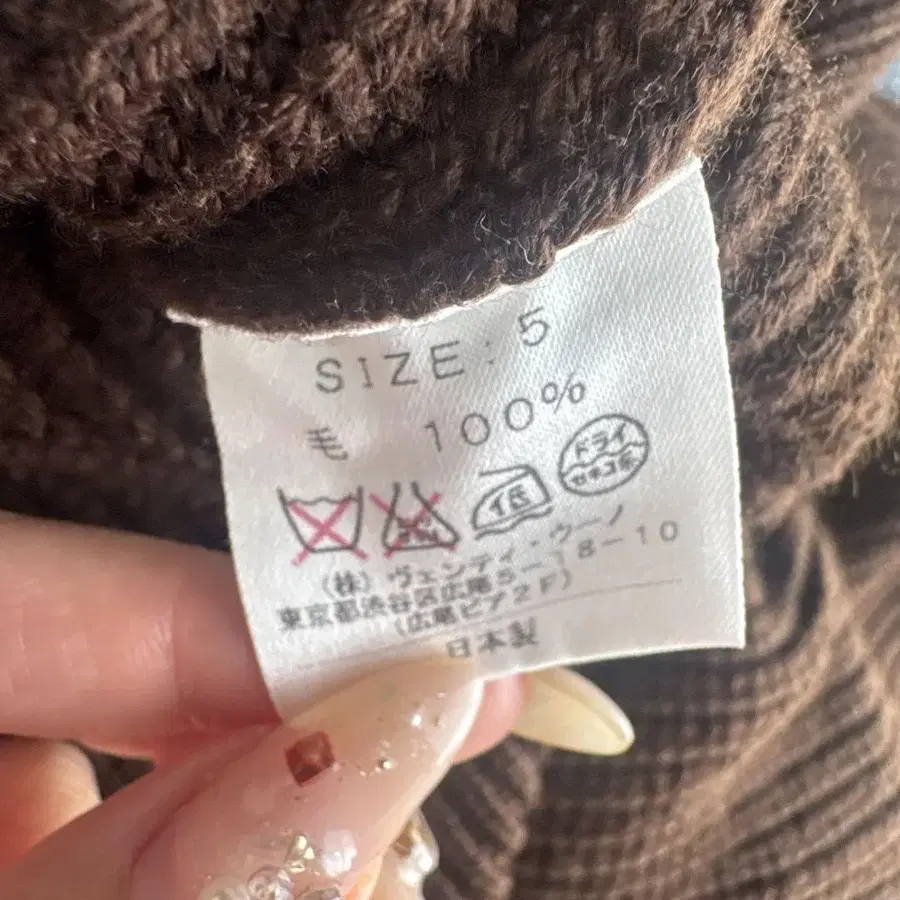 SIZE: 5
毛 100%
イ低 ドライ セキユ系
(株) ヴェンティ・ウーノ
東京都渋谷区広尾5-18-10
(広尾ピア2F)
日本製